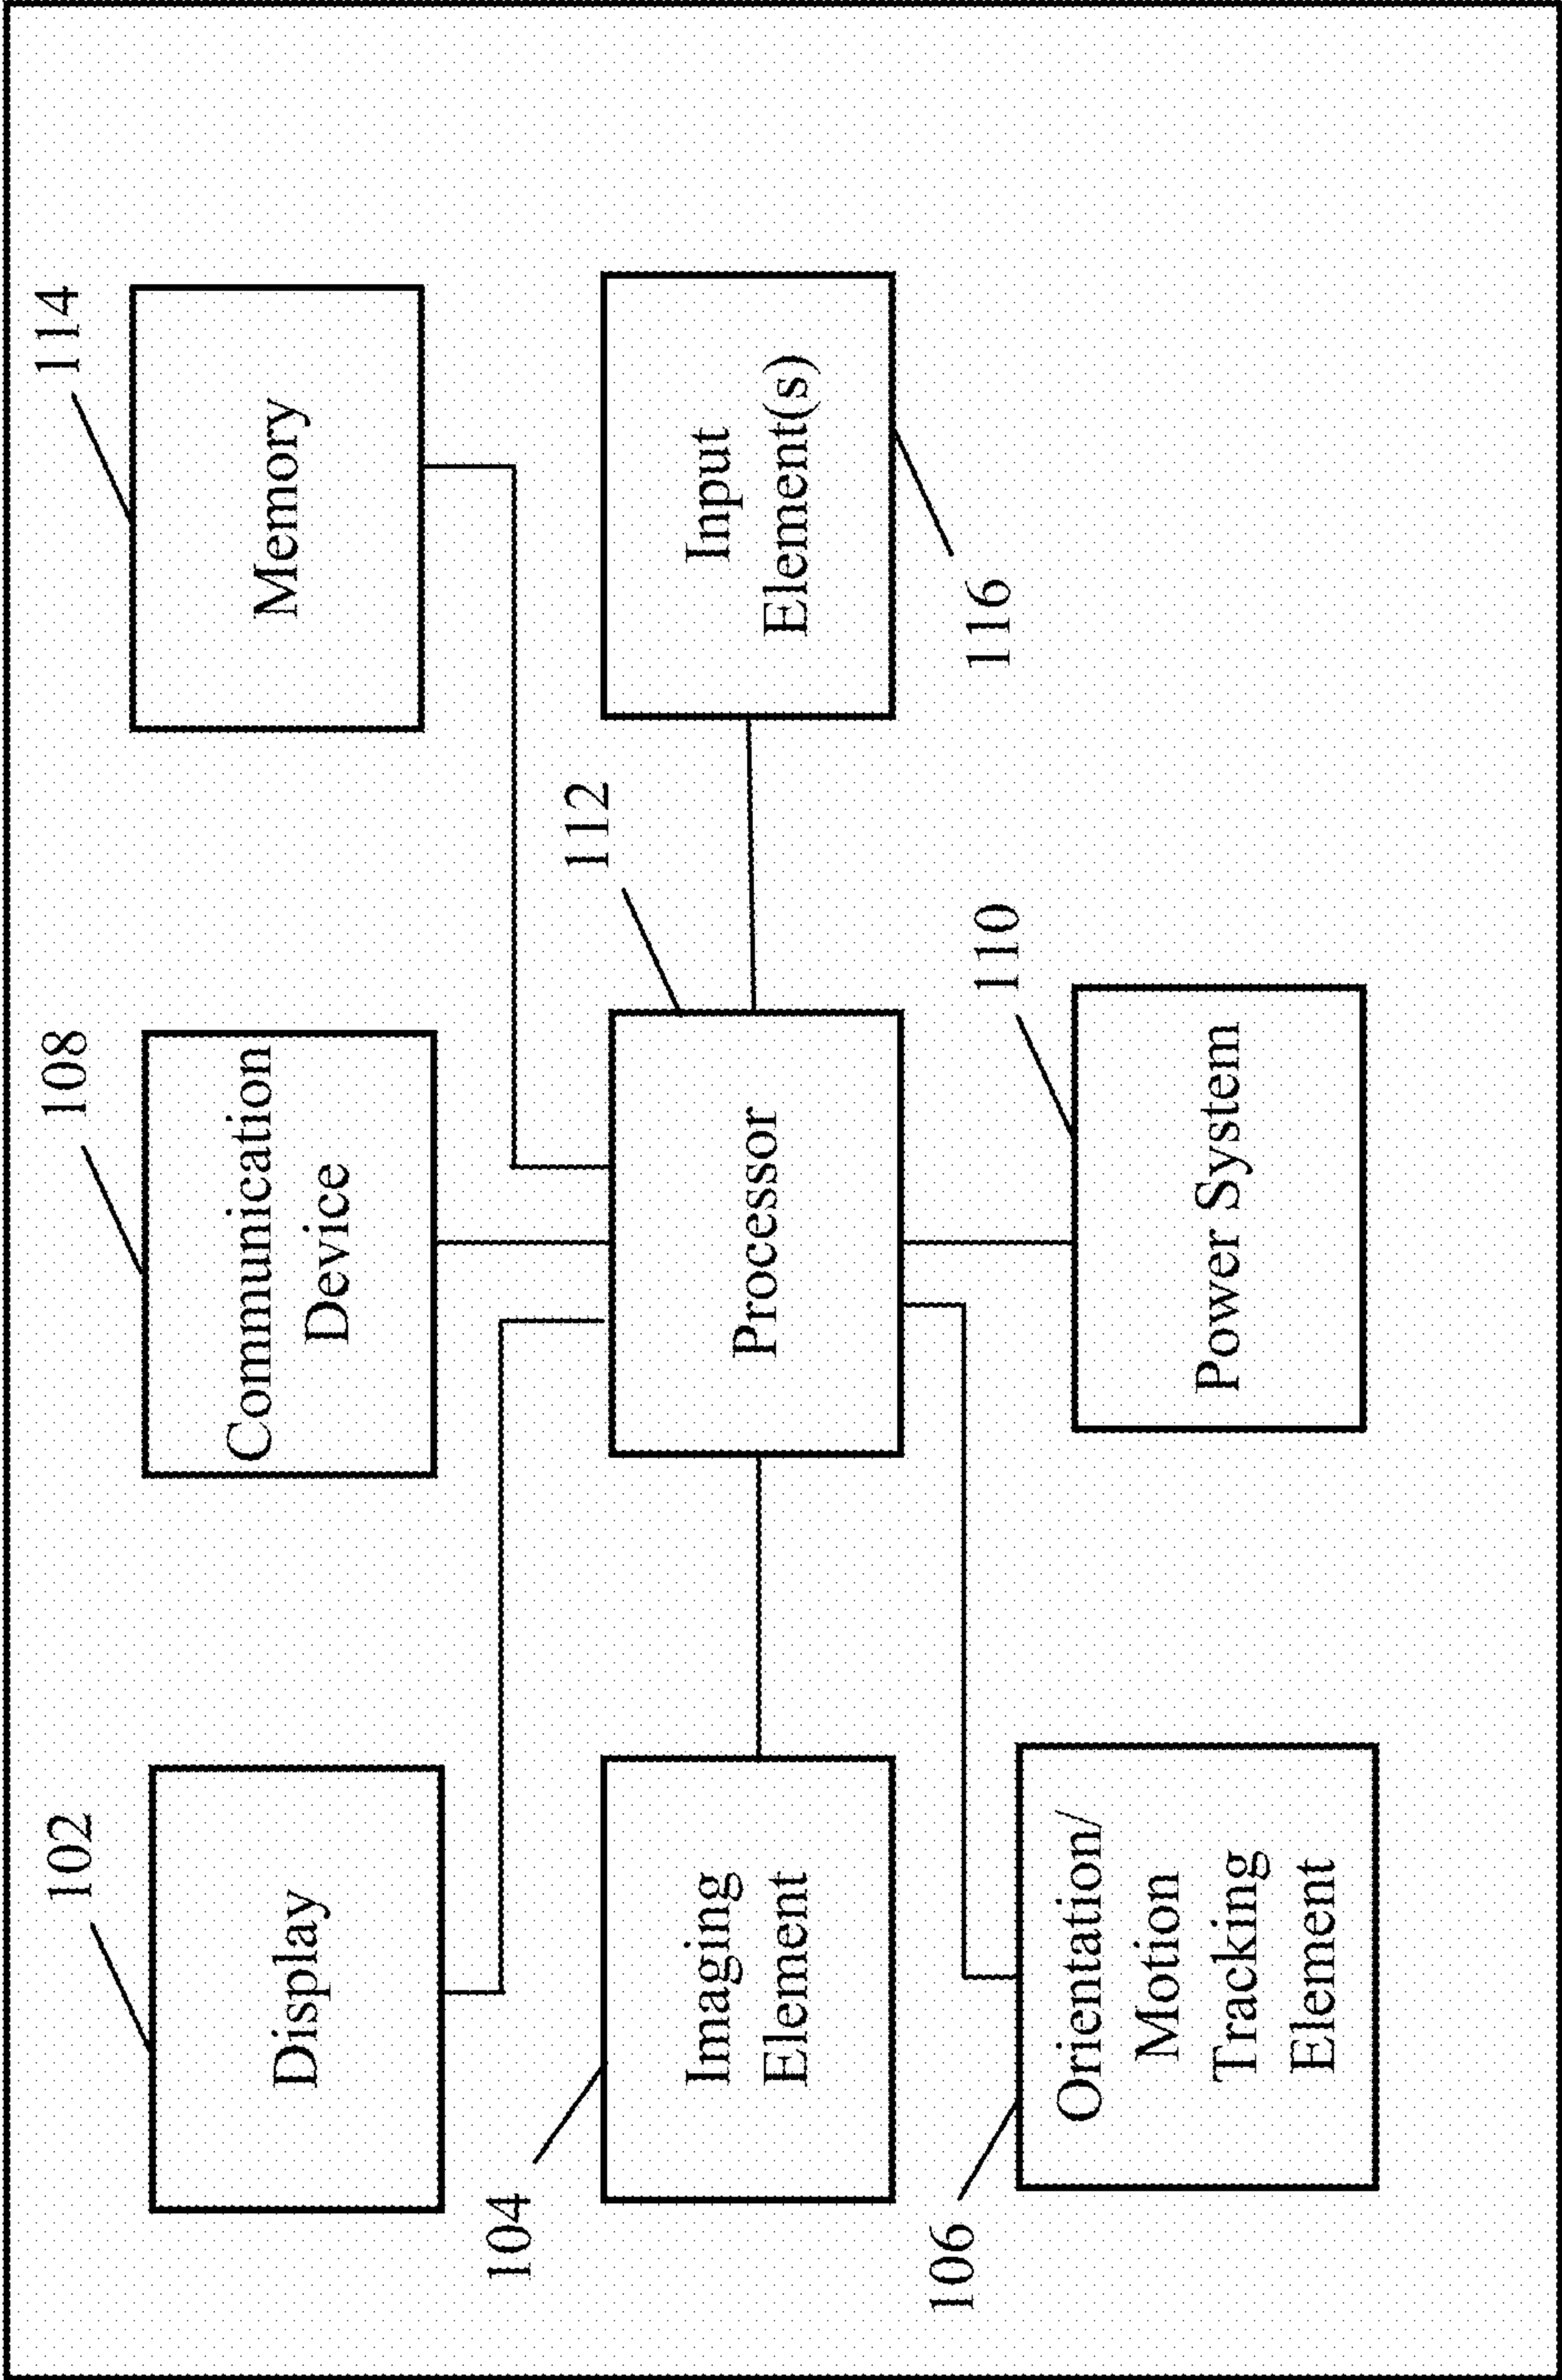 102
Display
108
Communication
Device
114
Memory
104
Imaging
Element
112
Processor
Input
Element(s)
116
106
Orientation/
Motion
Tracking
Element
110
Power System